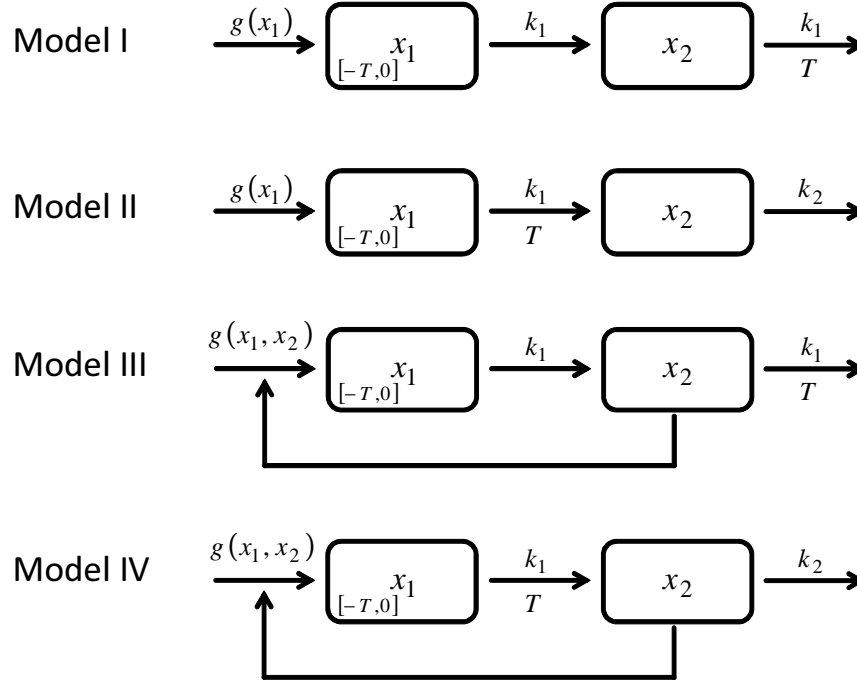 Model I
g(x₁)
x₁
[-T,0]
k₁
x₂
k₁
T
Model II
g(x₁)
x₁
[-T,0]
k₁
T
x₂
k₂
Model III
g(x₁, x₂)
x₁
[-T,0]
k₁
x₂
k₁
T
Model IV
g(x₁, x₂)
x₁
[-T,0]
k₁
T
x₂
k₂